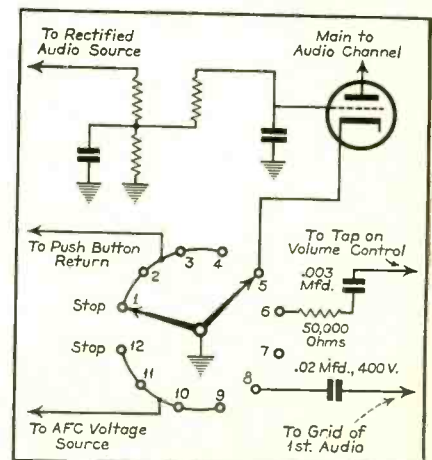 To Rectified
Audio Source
Main to
Audio Channel
To Push Button
Return
To Tap on
Volume Control
.003
Mfd.
50,000
Ohms
.02 Mfd., 400 V.
To Grid of
1st. Audio
To AFC Voltage
Source
Stop
1
2
3
4
5
6
7
8
9
10
11
12
Stop